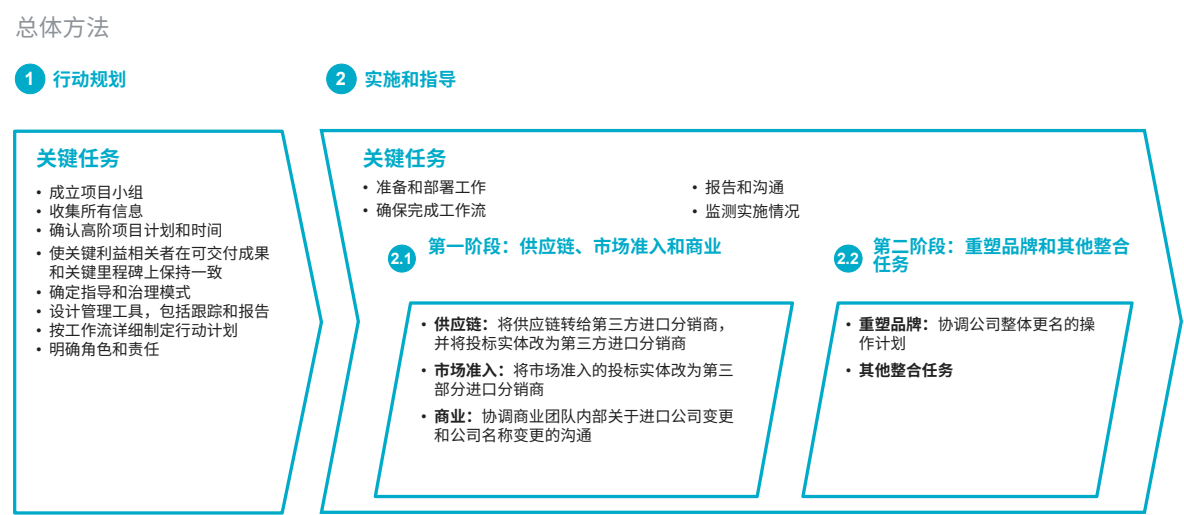 总体方法
1 行动规划
关键任务
• 成立项目小组
• 收集所有信息
• 确认高阶项目计划和时间
• 使关键利益相关者在可交付成果
和关键里程碑上保持一致
• 确定指导和治理模式
• 设计管理工具，包括跟踪和报告
• 按工作流详细制定行动计划
• 明确角色和责任
2 实施和指导
关键任务
• 准备和部署工作
• 确保完成工作流
• 报告和沟通
• 监测实施情况
2.1 第一阶段：供应链、市场准入和商业
• 供应链：将供应链转给第三方进口分销商，
并将投标实体改为第三方进口分销商
• 市场准入：将市场准入的投标实体改为第三
部分进口分销商
• 商业：协调商业团队内部关于进口公司变更
和公司名称变更的沟通
2.2 第二阶段：重塑品牌和其他整合
任务
• 重塑品牌：协调公司整体更名的操
作计划
• 其他整合任务